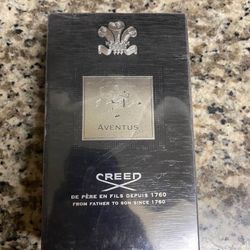 AVENTUS
CREED
DE PÈRE EN FILS DEPUIS 1760
FROM FATHER TO SON SINCE 1760